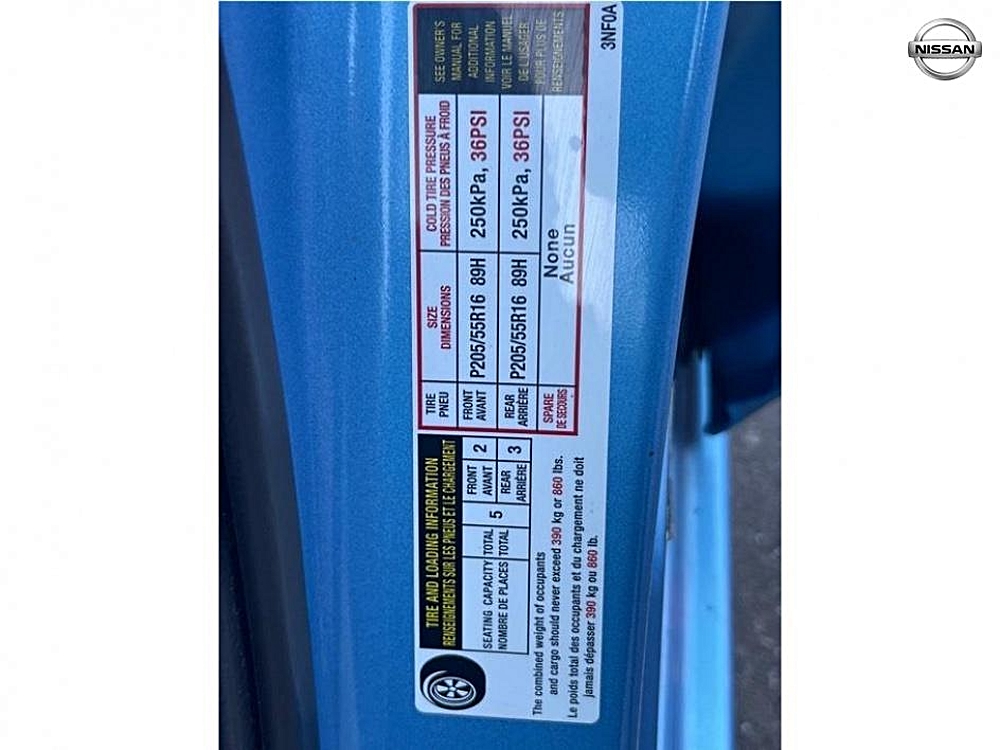 NISSAN
TIRE AND LOADING INFORMATION
RENSEIGNEMENTS SUR LES PNEUS ET LE CHARGEMENT
SEATING CAPACITY TOTAL 5 FRONT 2
NOMBRE DE PLACES TOTAL AVANT
REAR 3
ARRIÈRE
The combined weight of occupants
and cargo should never exceed 390 kg or 860 lbs.
Le poids total des occupants et du chargement ne doit
jamais dépasser 390 kg ou 860 lb.
TIRE SIZE COLD TIRE PRESSURE
PNEU DIMENSIONS PRESSION DES PNEUS À FROID
FRONT P205/55R16 89H 250kPa, 36PSI
AVANT
REAR P205/55R16 89H 250kPa, 36PSI
ARRIÈRE
SPARE None
DE SECOURS Aucun
SEE OWNER'S
MANUAL FOR
ADDITIONAL
INFORMATION
VOIR LE MANUEL
DE L'USAGER
POUR PLUS DE
RENSEIGNEMENTS
3NF0A